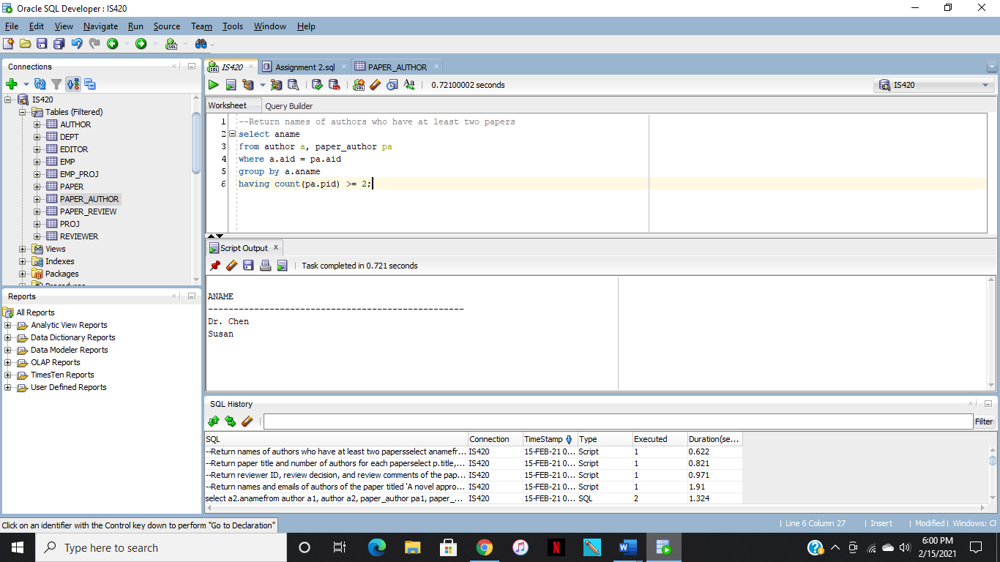 Oracle SQL Developer : IS420
File Edit View Navigate Run Source Team Tools Window Help
Connections
IS420
Tables (Filtered)
AUTHOR
DEPT
EDITOR
EMP
EMP_PROJ
PAPER
PAPER_AUTHOR
PAPER_REVIEW
PROJ
REVIEWER
Views
Indexes
Packages
Reports
All Reports
Analytic View Reports
Data Dictionary Reports
Data Modeler Reports
OLAP Reports
TimesTen Reports
User Defined Reports
IS420 Assignment 2.sql PAPER_AUTHOR
0.72100002 seconds IS420
Worksheet Query Builder
1 --Return names of authors who have at least two papers
2 select aname
3 from author a, paper_author pa
4 where a.aid = pa.aid
5 group by a.aname
6 having count(pa.pid) >= 2;
Script Output
Task completed in 0.721 seconds
ANAME
--------------------------------------------------
Dr. Chen
Susan
SQL History
Filter
SQL Connection TimeStamp Type Executed Duration(se...
--Return names of authors who have at least two papersselect anamefr... IS420 15-FEB-21 0... Script 1 0.622
--Return paper title and number of authors for each paperselect p.title,... IS420 15-FEB-21 0... Script 1 0.821
--Return reviewer ID, review decision, and review comments of the pap... IS420 15-FEB-21 0... Script 1 0.971
--Return names and emails of authors of the paper titled 'A novel appro... IS420 15-FEB-21 0... Script 1 1.91
select a2.anamefrom author a1, author a2, paper_author pa1, paper_... IS420 15-FEB-21 0... SQL 2 1.324
Click on an identifier with the Control key down to perform "Go to Declaration"
Line 6 Column 27 Insert Modified Windows:
Type here to search
6:00 PM
2/15/2021